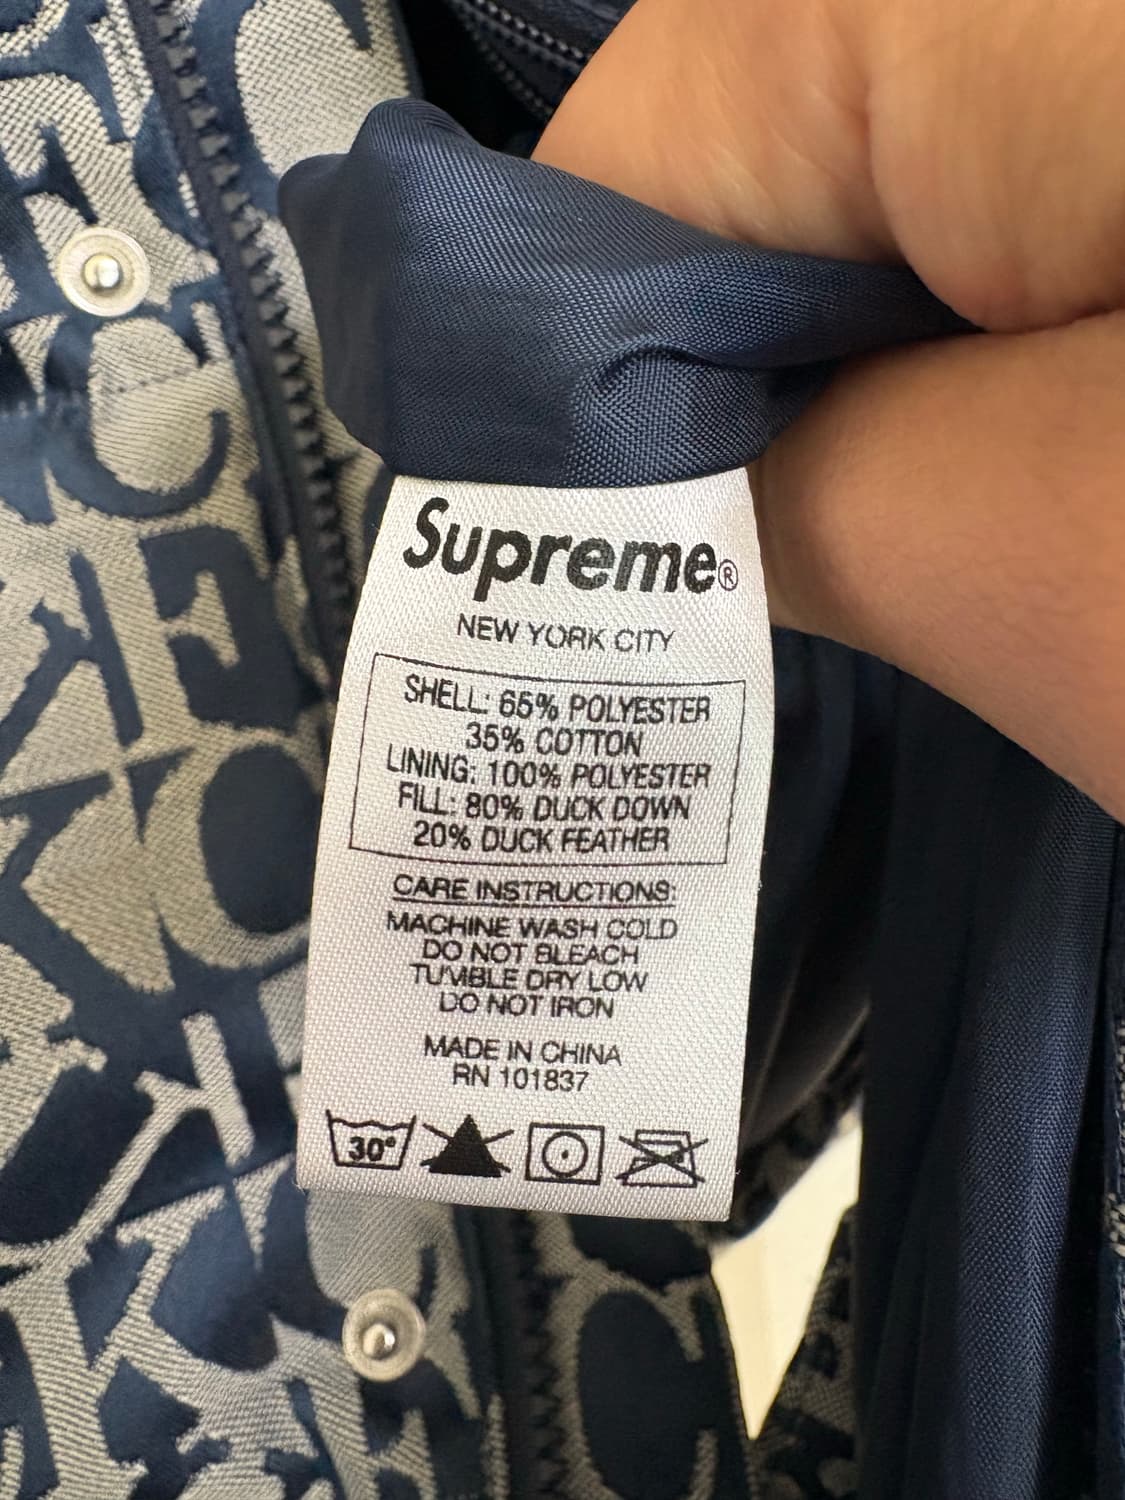 Supreme®
NEW YORK CITY
SHELL: 65% POLYESTER
35% COTTON
LINING: 100% POLYESTER
FILL: 80% DUCK DOWN
20% DUCK FEATHER
CARE INSTRUCTIONS:
MACHINE WASH COLD
DO NOT BLEACH
TUMBLE DRY LOW
DO NOT IRON
MADE IN CHINA
RN 101837
30°